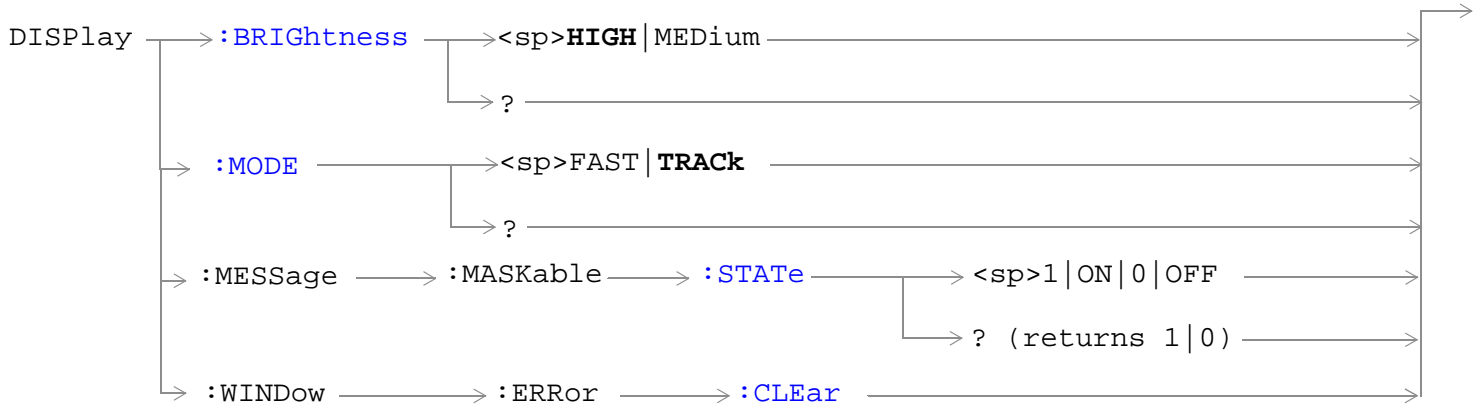 DISPlay :BRIGhtness <sp>HIGH|MEDium
?
:MODE <sp>FAST|TRACk
?
:MESSage :MASKable :STATe <sp>1|ON|0|OFF
? (returns 1|0)
:WINDow :ERRor :CLEar